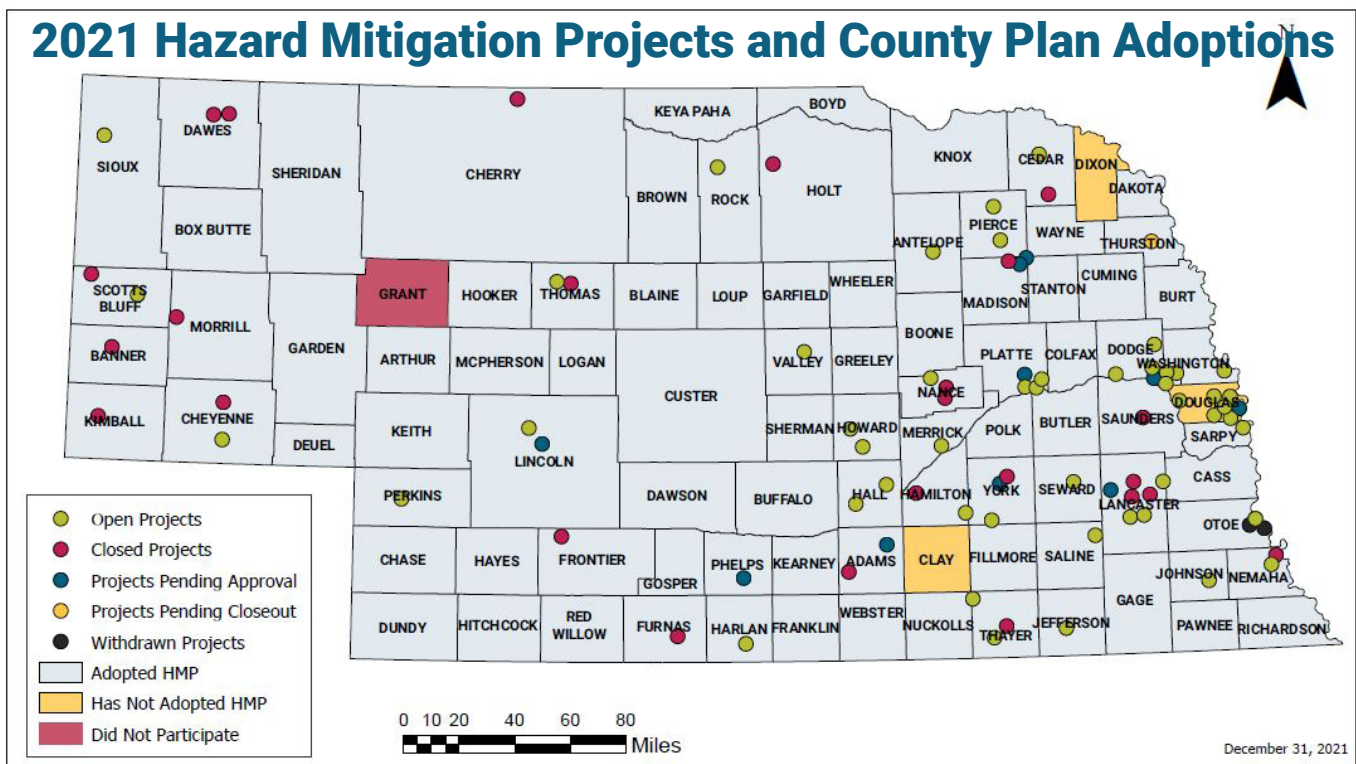 2021 Hazard Mitigation Projects and County Plan Adoptions
N
KEYA PAHA
BOYD
DAWES
SIOUX
SHERIDAN
CHERRY
BROWN
ROCK
HOLT
KNOX
CEDAR
DIXON
DAKOTA
BOX BUTTE
ANTELOPE
PIERCE
WAYNE
THURSTON
SCOTTS
BLUFF
MORRILL
GARDEN
GRANT
HOOKER
THOMAS
BLAINE
LOUP
GARFIELD
WHEELER
MADISON
STANTON
CUMING
BURT
BANNER
ARTHUR
MCPHERSON
LOGAN
CUSTER
VALLEY
GREELEY
BOONE
PLATTE
COLFAX
DODGE
WASHINGTON
KIMBALL
CHEYENNE
DEUEL
KEITH
LINCOLN
SHERMAN
HOWARD
NANCE
MERRICK
POLK
BUTLER
SAUNDERS
DOUGLAS
SARPY
PERKINS
DAWSON
BUFFALO
HALL
HAMILTON
YORK
SEWARD
LANCASTER
CASS
OTOE
CHASE
HAYES
FRONTIER
GOSPER
PHELPS
KEARNEY
ADAMS
CLAY
FILLMORE
SALINE
GAGE
JOHNSON
NEMAHA
DUNDY
HITCHCOCK
RED
WILLOW
FURNAS
HARLAN
FRANKLIN
WEBSTER
NUCKOLLS
THAYER
JEFFERSON
PAWNEE
RICHARDSON
Open Projects
Closed Projects
Projects Pending Approval
Projects Pending Closeout
Withdrawn Projects
Adopted HMP
Has Not Adopted HMP
Did Not Participate
0 10 20 40 60 80
Miles
December 31, 2021